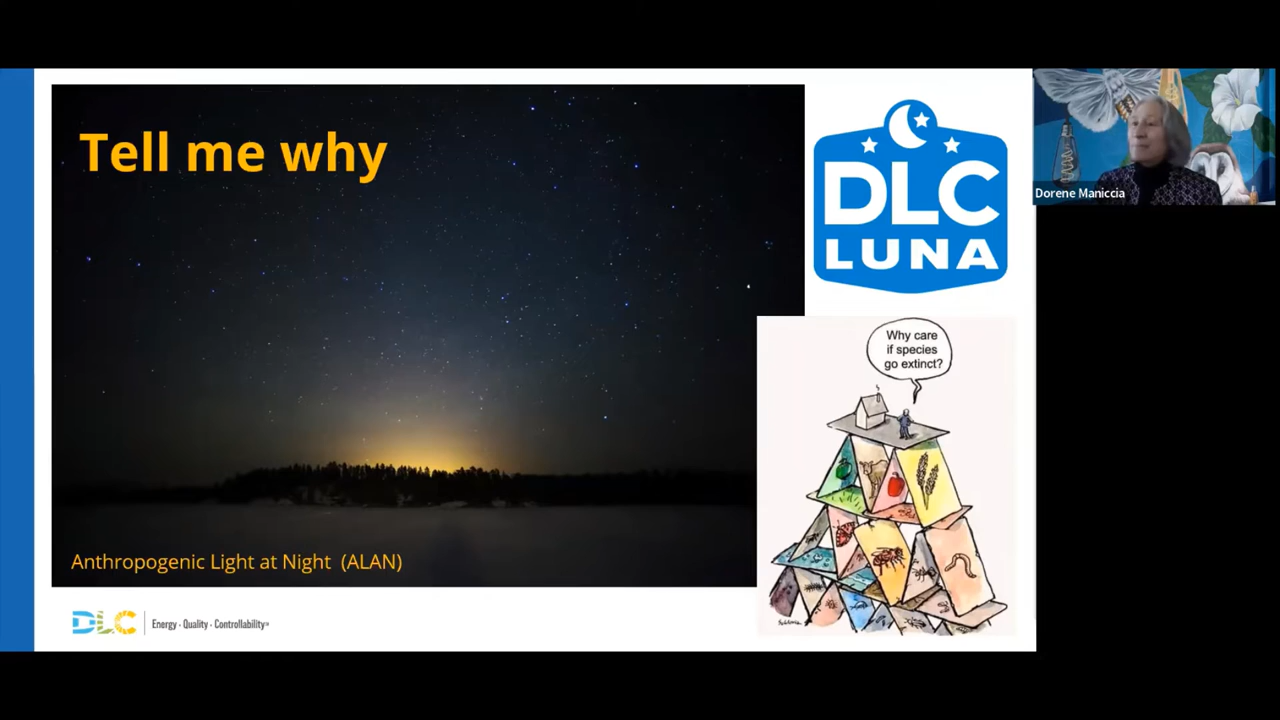 Tell me why
Anthropogenic Light at Night (ALAN)
DLC
LUNA
Why care
if species
go extinct?
DLC
Energy · Quality · Controllability℠
Dorene Maniccia